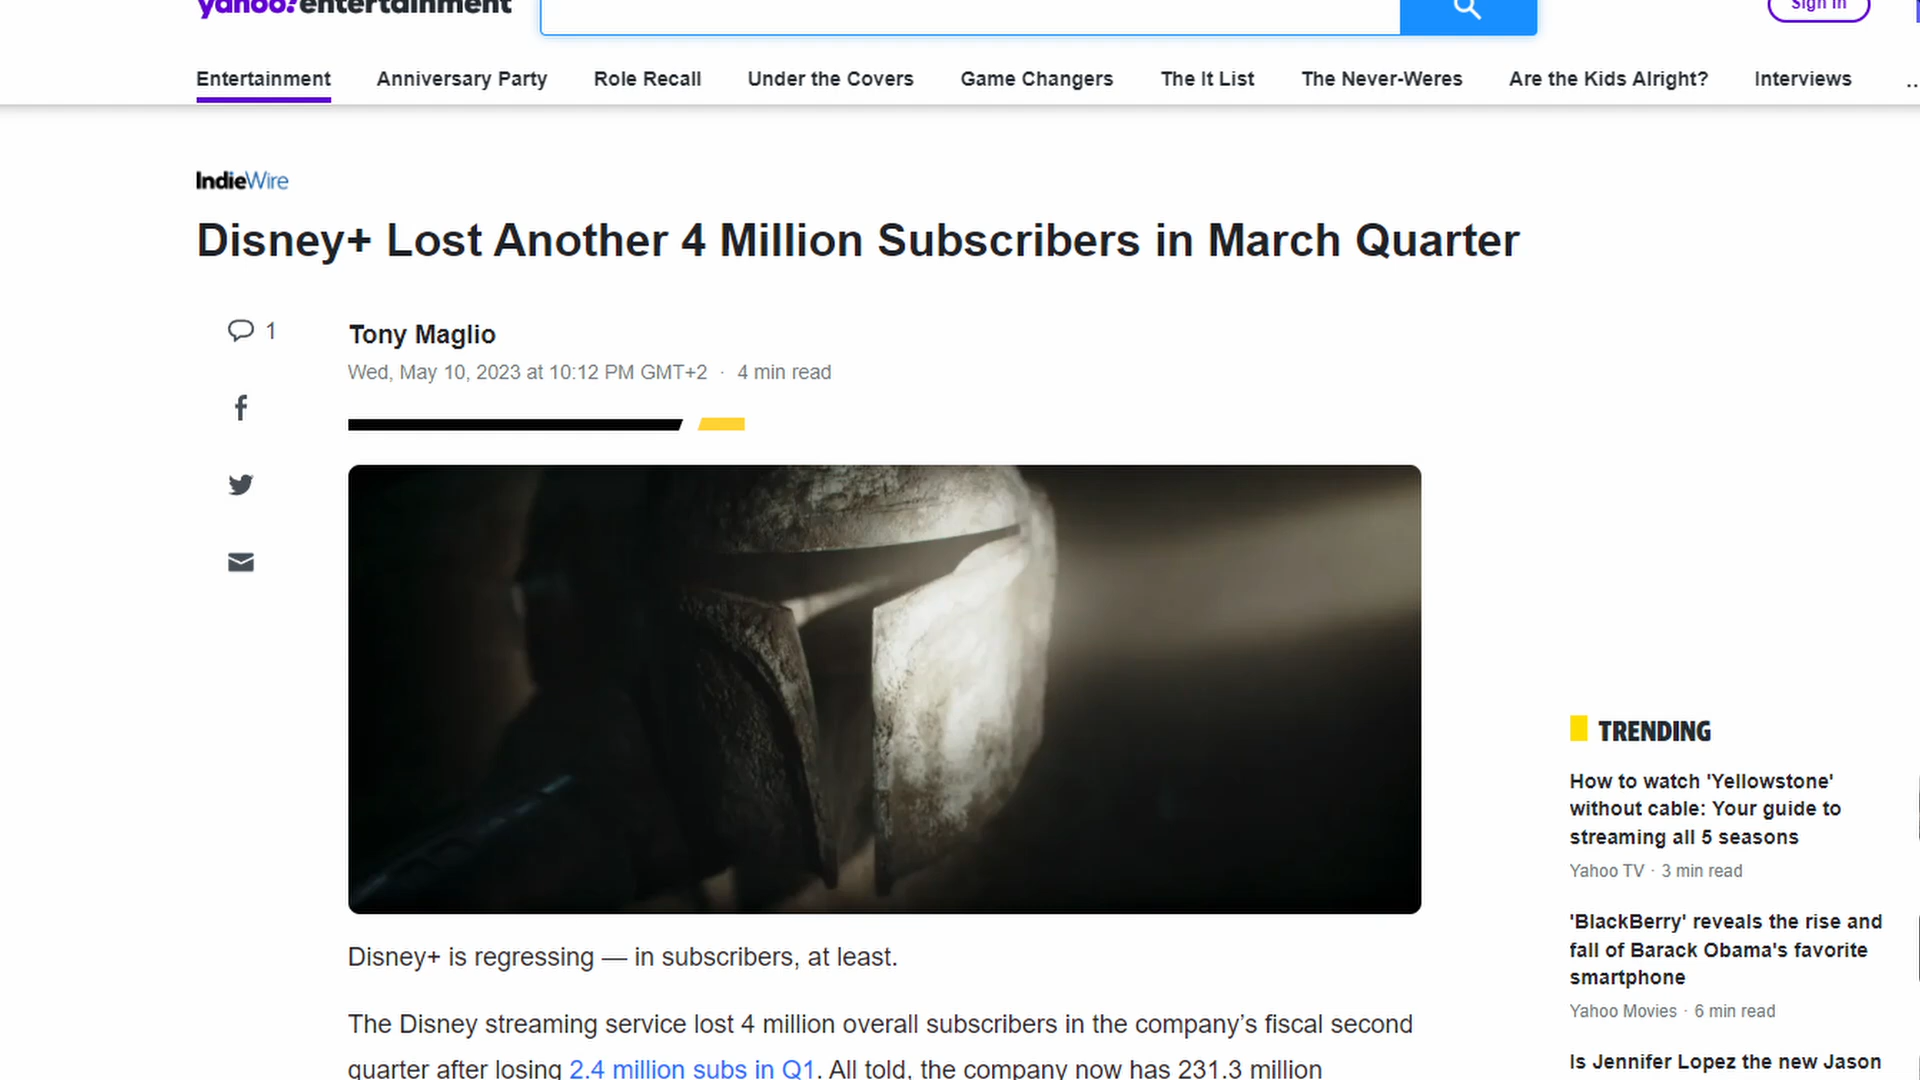 yahoo!entertainment
Sign in
Entertainment
Anniversary Party
Role Recall
Under the Covers
Game Changers
The It List
The Never-Weres
Are the Kids Alright?
Interviews
..
IndieWire
Disney+ Lost Another 4 Million Subscribers in March Quarter
1
Tony Maglio
Wed, May 10, 2023 at 10:12 PM GMT+2 · 4 min read
Disney+ is regressing — in subscribers, at least.
The Disney streaming service lost 4 million overall subscribers in the company’s fiscal second
quarter after losing 2.4 million subs in Q1. All told, the company now has 231.3 million
TRENDING
How to watch 'Yellowstone'
without cable: Your guide to
streaming all 5 seasons
Yahoo TV · 3 min read
'BlackBerry' reveals the rise and
fall of Barack Obama's favorite
smartphone
Yahoo Movies · 6 min read
Is Jennifer Lopez the new Jason